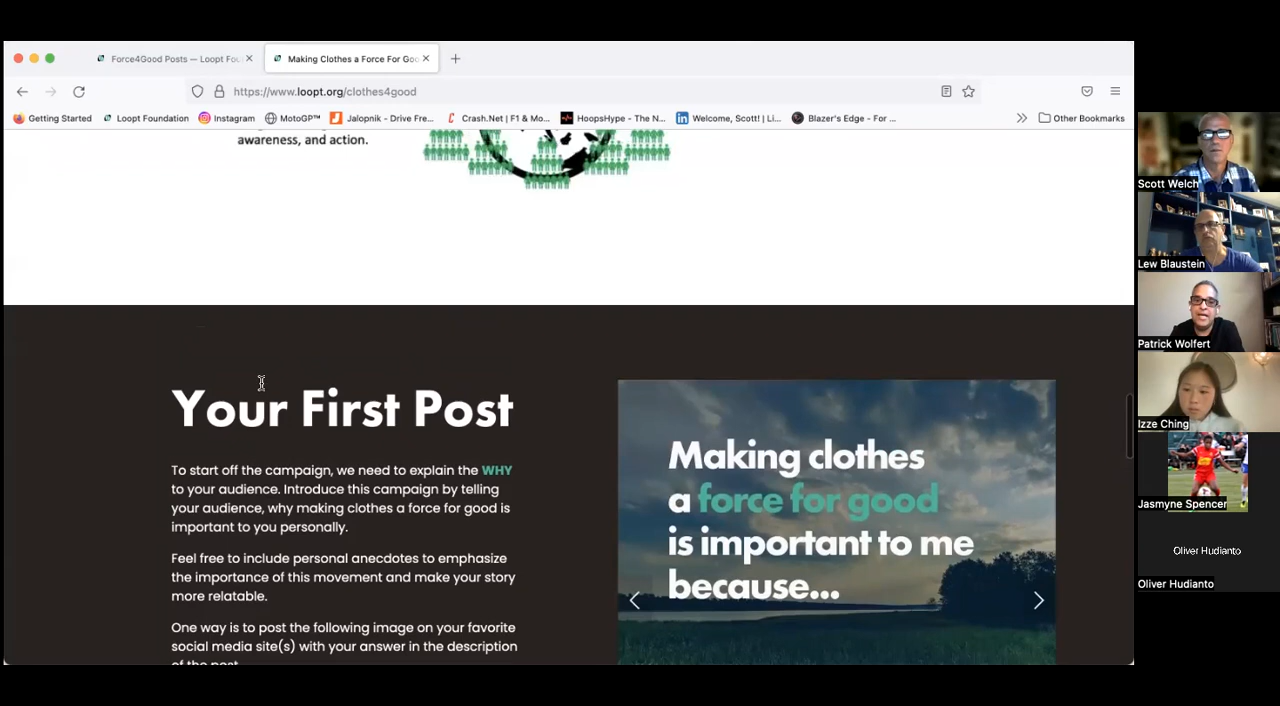 Force4Good Posts — Loopt Fou
Making Clothes a Force For Goo
https://www.loopt.org/clothes4good
Getting Started
Loopt Foundation
Instagram
MotoGP™
Jalopnik - Drive Fre...
Crash.Net | F1 & Mo...
HoopsHype - The N...
Welcome, Scott! | Li...
Blazer's Edge - For ...
Other Bookmarks
awareness, and action.
Your First Post
To start off the campaign, we need to explain the WHY
to your audience. Introduce this campaign by telling
your audience, why making clothes a force for good is
important to you personally.
Feel free to include personal anecdotes to emphasize
the importance of this movement and make your story
more relatable.
One way is to post the following image on your favorite
social media site(s) with your answer in the description
of the post.
Making clothes
a force for good
is important to me
because...
Scott Welch
Lew Blaustein
Patrick Wolfert
Izze Ching
Jasmyne Spencer
Oliver Hudianto
Oliver Hudianto